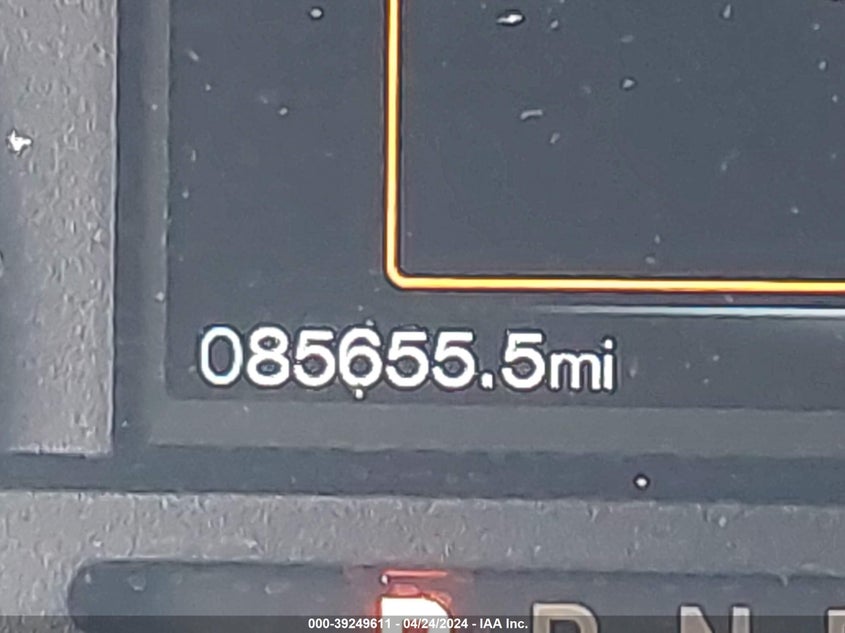 085655.5mi
P R N
000-39249611 - 04/24/2024 - IAA Inc.